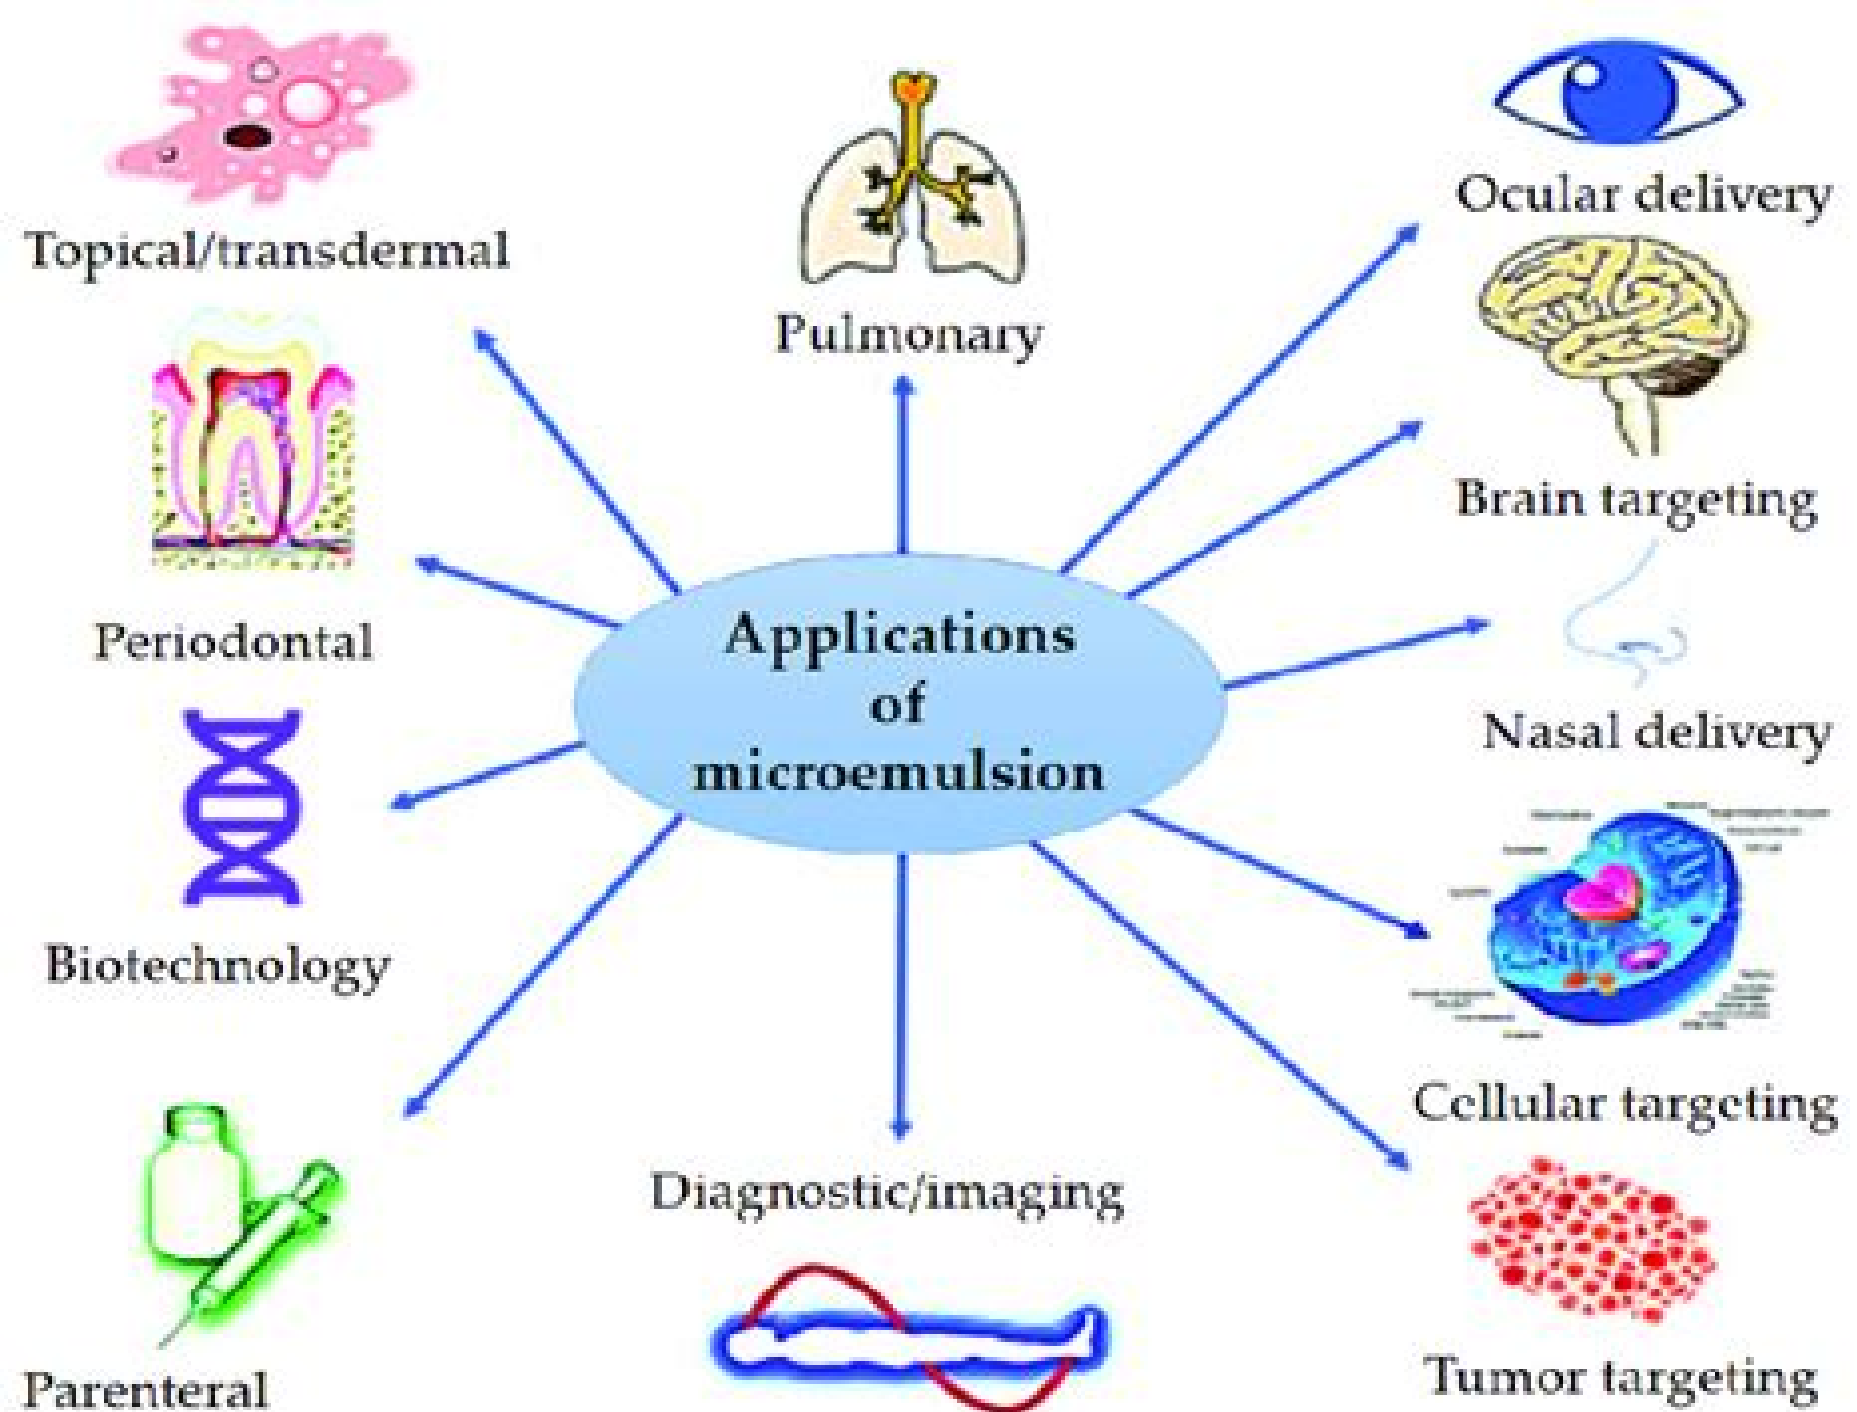 Topical/transdermal
Pulmonary
Ocular delivery
Brain targeting
Periodontal
Applications
of
microemulsion
Nasal delivery
Biotechnology
Cellular targeting
Diagnostic/imaging
Parenteral
Tumor targeting